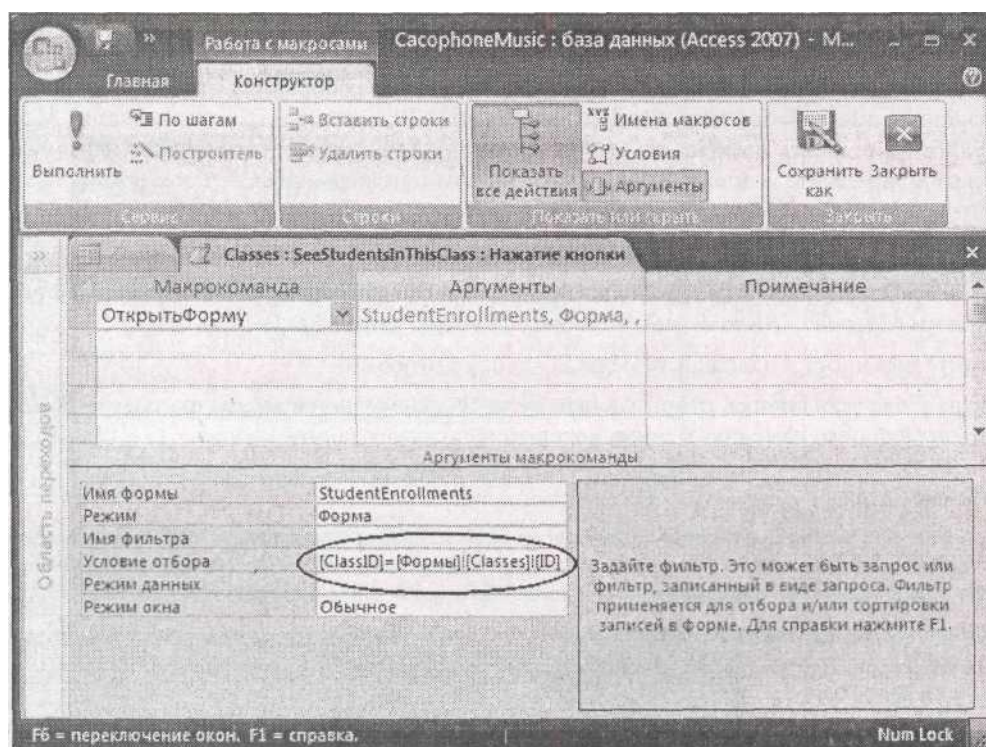 Работа с макросами
CacophoneMusic : база данных (Access 2007) - М...
Главная
Конструктор
Выполнить
По шагам
Построитель
Вставить строки
Удалить строки
Показать
все действия
Имена макросов
Условия
Аргументы
Сохранить
как
Закрыть
Сервис
Строки
Показать или скрыть
Закрыть
Classes : SeeStudentsInThisClass : Нажатие кнопки
Макрокоманда Аргументы Примечание
ОткрытьФорму StudentEnrollments, Форма, ,
Область переходов
Аргументы макрокоманды
Имя формы StudentEnrollments
Режим Форма
Имя фильтра
Условие отбора [ClassID]=[Формы]![Classes]![ID]
Режим данных
Режим окна Обычное
Задайте фильтр. Это может быть запрос или
фильтр, записанный в виде запроса. Фильтр
применяется для отбора и/или сортировки
записей в форме. Для справки нажмите F1.
F6 = переключение окон. F1 = справка.
Num Lock